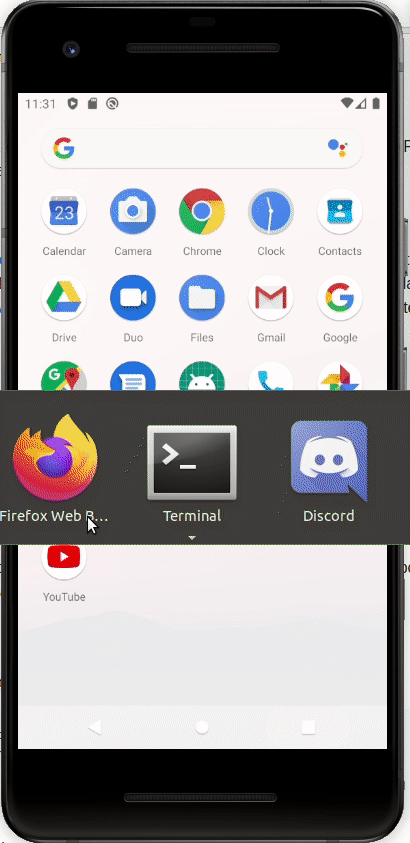 11:31
23
Calendar Camera Chrome Clock Contacts
Drive Duo Files Gmail Google
Firefox Web B... Terminal Discord
YouTube